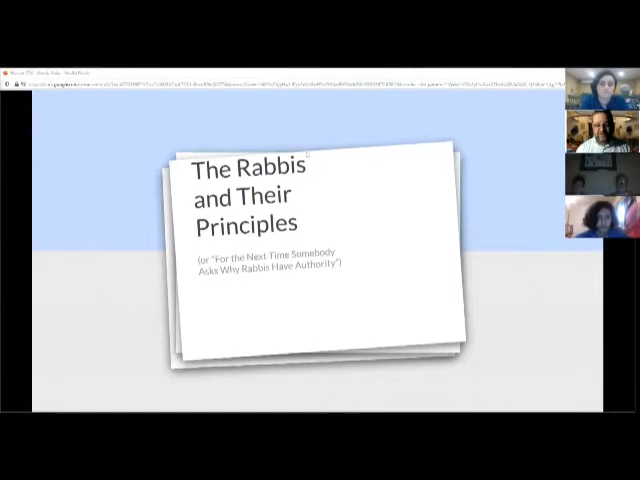 The Rabbis
and Their
Principles
(or "For the Next Time Somebody
Asks Why Rabbis Have Authority")